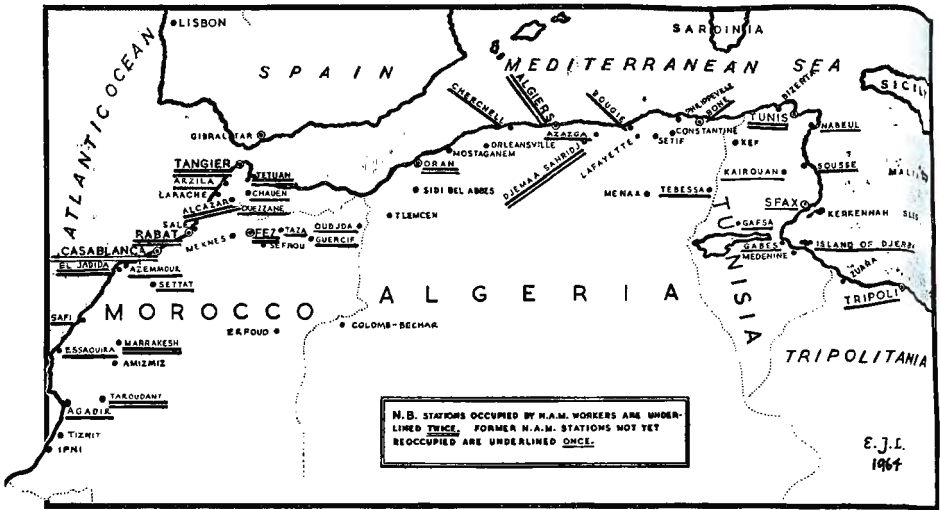 LISBON
SARDINIA
ATLANTIC OCEAN
SPAIN
MEDITERRANEAN SEA
SICILY
GIBRALTAR
CHERCHELL
ALGIERS
BOUGIE
PHILIPPEVILLE
BONE
BIZERTA
TUNIS
NABEUL
AZAZGA
CONSTANTINE
ORLEANSVILLE
MOSTAGANEM
DJEMAA SAHRIDJ
LAFAYETTE
SETIF
KEF
TANGIER
ARZILA
LARACHE
ALCAZAR
TETUAN
CHAUEN
OUEZZANE
ORAN
SIDI BEL ABBES
MENAA
TEBESSA
KAIROUAN
SOUSSE
SFAX
KERKENNAH
SALE
RABAT
MEKNES
FEZ
TAZA
SEFROU
OUDJDA
GUERCIF
TLEMCEN
GAFSA
GABES
MEDENINE
ISLAND OF DJERBA
CASABLANCA
EL JADIDA
AZEMMOUR
SETTAT
TUNISIA
ZUARA
TRIPOLI
MOROCCO
ALGERIA
SAFI
ERFOUD
COLOMB-BECHAR
ESSAOUIRA
MARRAKESH
AMIZMIZ
TRIPOLITANIA
AGADIR
TAROUDANT
TIZNIT
IFNI
N.B. STATIONS OCCUPIED BY N.A.M. WORKERS ARE UNDER-
LINED TWICE. FORMER N.A.M. STATIONS NOT YET
REOCCUPIED ARE UNDERLINED ONCE.
E.J.L.
1964